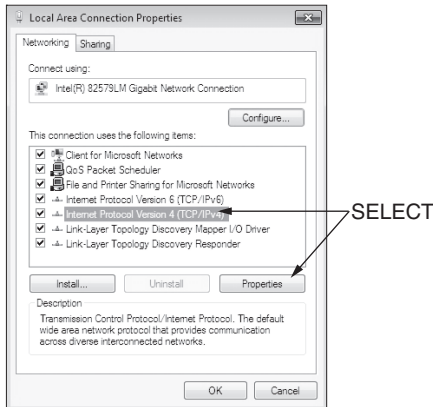 Local Area Connection Properties
Networking
Sharing
Connect using:
Intel(R) 82579LM Gigabit Network Connection
Configure...
This connection uses the following items:
Client for Microsoft Networks
QoS Packet Scheduler
File and Printer Sharing for Microsoft Networks
Internet Protocol Version 6 (TCP/IPv6)
Internet Protocol Version 4 (TCP/IPv4)
SELECT
Link-Layer Topology Discovery Mapper I/O Driver
Link-Layer Topology Discovery Responder
Install...
Uninstall
Properties
Description
Transmission Control Protocol/Internet Protocol. The default
wide area network protocol that provides communication
across diverse interconnected networks.
OK
Cancel